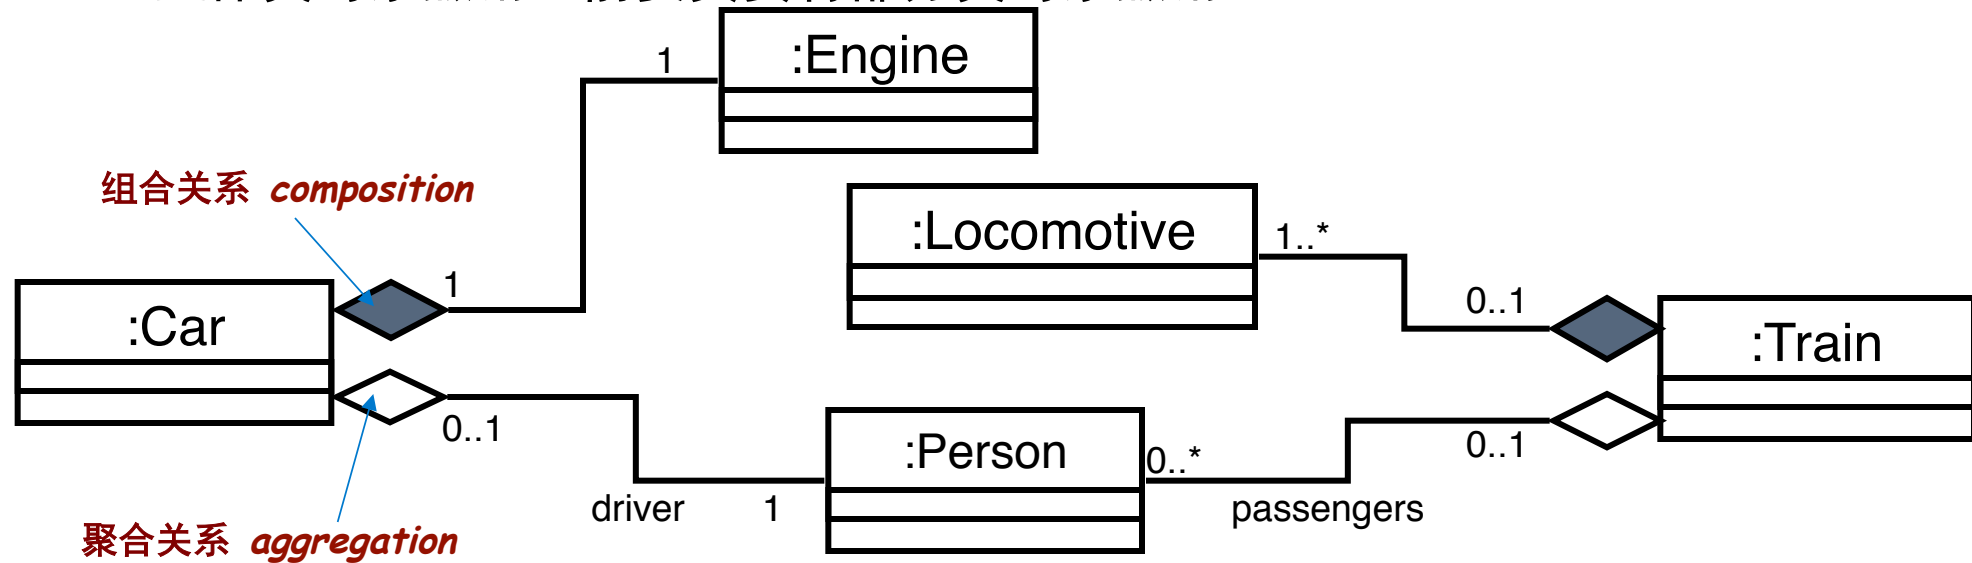 :Engine
1
组合关系 composition
:Locomotive
1..*
1
0..1
:Car
:Train
0..1
0..1
:Person
0..*
driver
1
passengers
聚合关系 aggregation